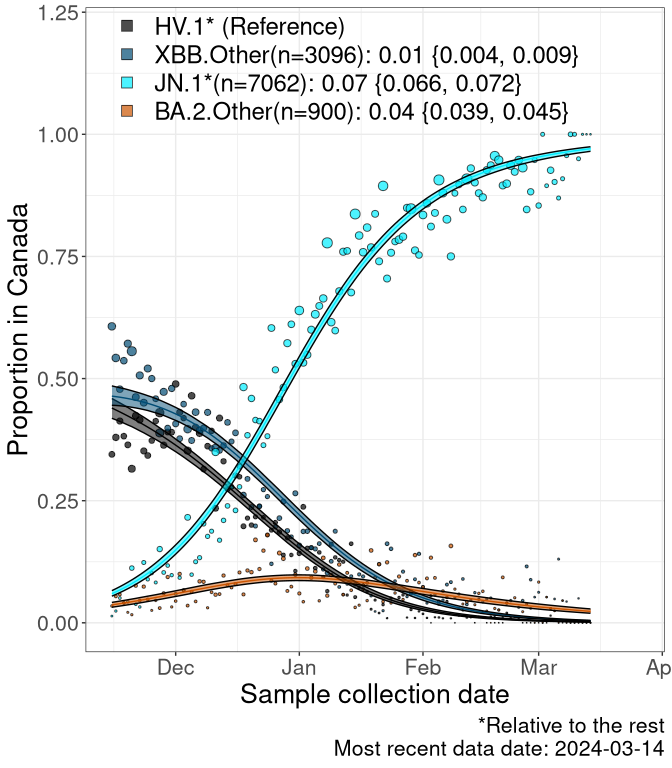 1.25
HV.1* (Reference)
XBB.Other(n=3096): 0.01 {0.004, 0.009}
JN.1*(n=7062): 0.07 {0.066, 0.072}
BA.2.Other(n=900): 0.04 {0.039, 0.045}
1.00
0.75
0.50
0.25
0.00
Proportion in Canada
Dec Jan Feb Mar Ap
Sample collection date
*Relative to the rest
Most recent data date: 2024-03-14